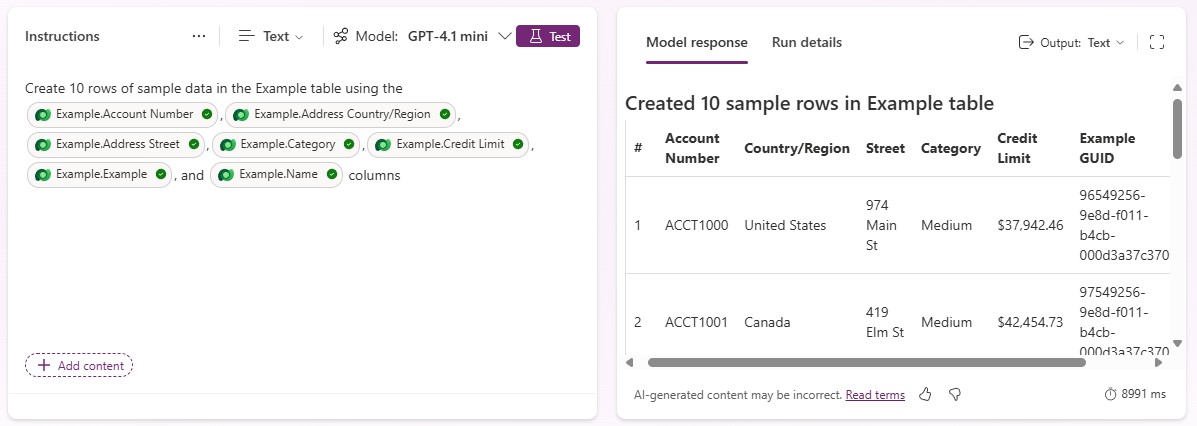 Instructions ... Text Model: GPT-4.1 mini Test
Create 10 rows of sample data in the Example table using the
Example.Account Number , Example.Address Country/Region ,
Example.Address Street , Example.Category , Example.Credit Limit ,
Example.Example , and Example.Name columns
Add content
Model response Run details Output: Text
Created 10 sample rows in Example table
# Account Number Country/Region Street Category Credit Limit Example GUID
1 ACCT1000 United States 974 Main St Medium $37,942.46 96549256-9e8d-f011-b4cb-000d3a37c370
2 ACCT1001 Canada 419 Elm St Medium $42,454.73 97549256-9e8d-f011-b4cb-000d3a37c370
AI-generated content may be incorrect. Read terms 8991 ms